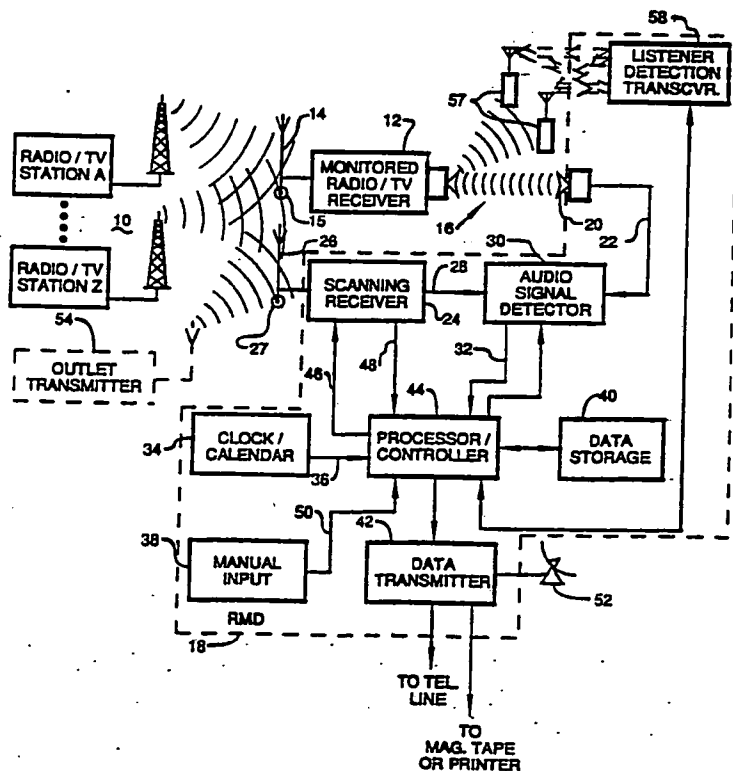 58
LISTENER
DETECTION
TRANSCVR.
57
14
12
RADIO / TV
STATION A
MONITORED
RADIO / TV
RECEIVER
15
16
20
10
26
22
30
RADIO / TV
STATION Z
SCANNING
RECEIVER
28
AUDIO
SIGNAL
DETECTOR
24
54
27
OUTLET
TRANSMITTER
46
48
32
44
40
34
CLOCK /
CALENDAR
PROCESSOR /
CONTROLLER
DATA
STORAGE
36
50
42
38
MANUAL
INPUT
DATA
TRANSMITTER
52
RMD
18
TO TEL.
LINE
TO
MAG. TAPE
OR PRINTER